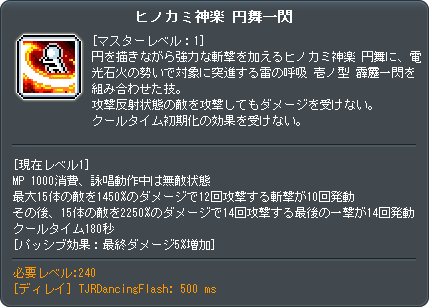 ヒノカミ神楽 円舞一閃
[マスターレベル：1]
円を描きながら強力な斬撃を加えるヒノカミ神楽 円舞に、電
光石火の勢いで対象に突進する雷の呼吸 壱ノ型 霹靂一閃を
組み合わせた技。
攻撃反射状態の敵を攻撃してもダメージを受けない。
クールタイム初期化の効果を受けない。
[現在レベル1]
MP 1000消費、詠唱動作中は無敵状態
最大15体の敵を1450%のダメージで12回攻撃する斬撃が10回発動
その後、15体の敵を2250%のダメージで14回攻撃する最後の一撃が14回発動
クールタイム180秒
[パッシブ効果：最終ダメージ5%増加]
必要レベル:240
[ディレイ] TJRDancingFlash: 500 ms